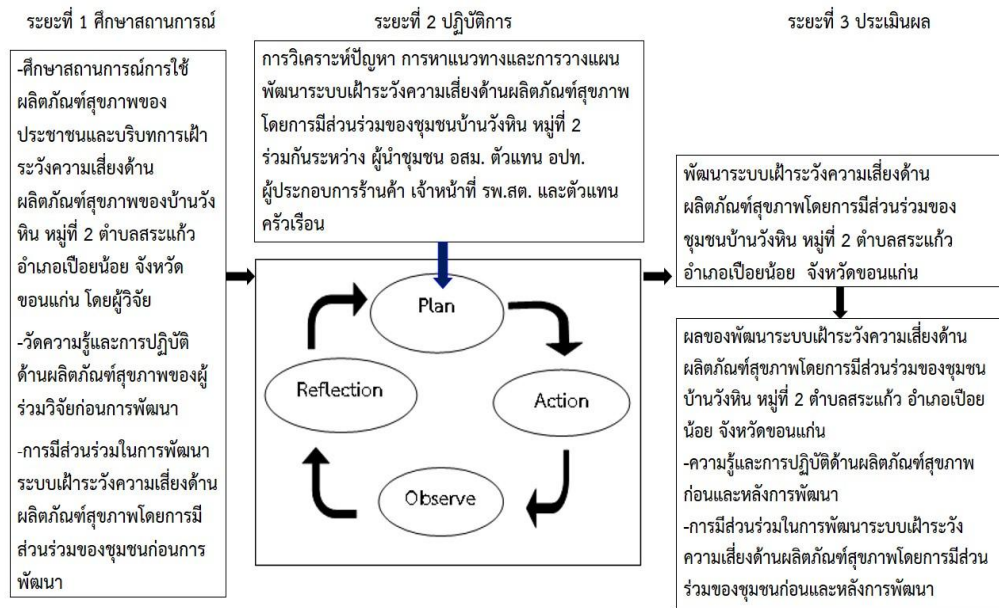 ระยะที่ 1 ศึกษาสถานการณ์
-ศึกษาสถานการณ์การใช้
ผลิตภัณฑ์สุขภาพของ
ประชาชนและบริบทการเฝ้า
ระวังความเสี่ยงด้าน
ผลิตภัณฑ์สุขภาพของบ้านวัง
หิน หมู่ที่ 2 ตำบลสระแก้ว
อำเภอเปือยน้อย จังหวัด
ขอนแก่น โดยผู้วิจัย
-วัดความรู้และการปฏิบัติ
ด้านผลิตภัณฑ์สุขภาพของผู้
ร่วมวิจัยก่อนการพัฒนา
-การมีส่วนร่วมในการพัฒนา
ระบบเฝ้าระวังความเสี่ยงด้าน
ผลิตภัณฑ์สุขภาพโดยการมี
ส่วนร่วมของชุมชนก่อนการ
พัฒนา
ระยะที่ 2 ปฏิบัติการ
การวิเคราะห์ปัญหา การหาแนวทางและการวางแผน
พัฒนาระบบเฝ้าระวังความเสี่ยงด้านผลิตภัณฑ์สุขภาพ
โดยการมีส่วนร่วมของชุมชนบ้านวังหิน หมู่ที่ 2
ร่วมกันระหว่าง ผู้นำชุมชน อสม. ตัวแทน อปท.
ผู้ประกอบการร้านค้า เจ้าหน้าที่ รพ.สต. และตัวแทน
ครัวเรือน
Plan
Action
Observe
Reflection
ระยะที่ 3 ประเมินผล
พัฒนาระบบเฝ้าระวังความเสี่ยงด้าน
ผลิตภัณฑ์สุขภาพโดยการมีส่วนร่วมของ
ชุมชนบ้านวังหิน หมู่ที่ 2 ตำบลสระแก้ว
อำเภอเปือยน้อย จังหวัดขอนแก่น
ผลของพัฒนาระบบเฝ้าระวังความเสี่ยงด้าน
ผลิตภัณฑ์สุขภาพโดยการมีส่วนร่วมของชุมชน
บ้านวังหิน หมู่ที่ 2 ตำบลสระแก้ว อำเภอเปือย
น้อย จังหวัดขอนแก่น
-ความรู้และการปฏิบัติด้านผลิตภัณฑ์สุขภาพ
ก่อนและหลังการพัฒนา
-การมีส่วนร่วมในการพัฒนาระบบเฝ้าระวัง
ความเสี่ยงด้านผลิตภัณฑ์สุขภาพโดยการมีส่วน
ร่วมของชุมชนก่อนและหลังการพัฒนา